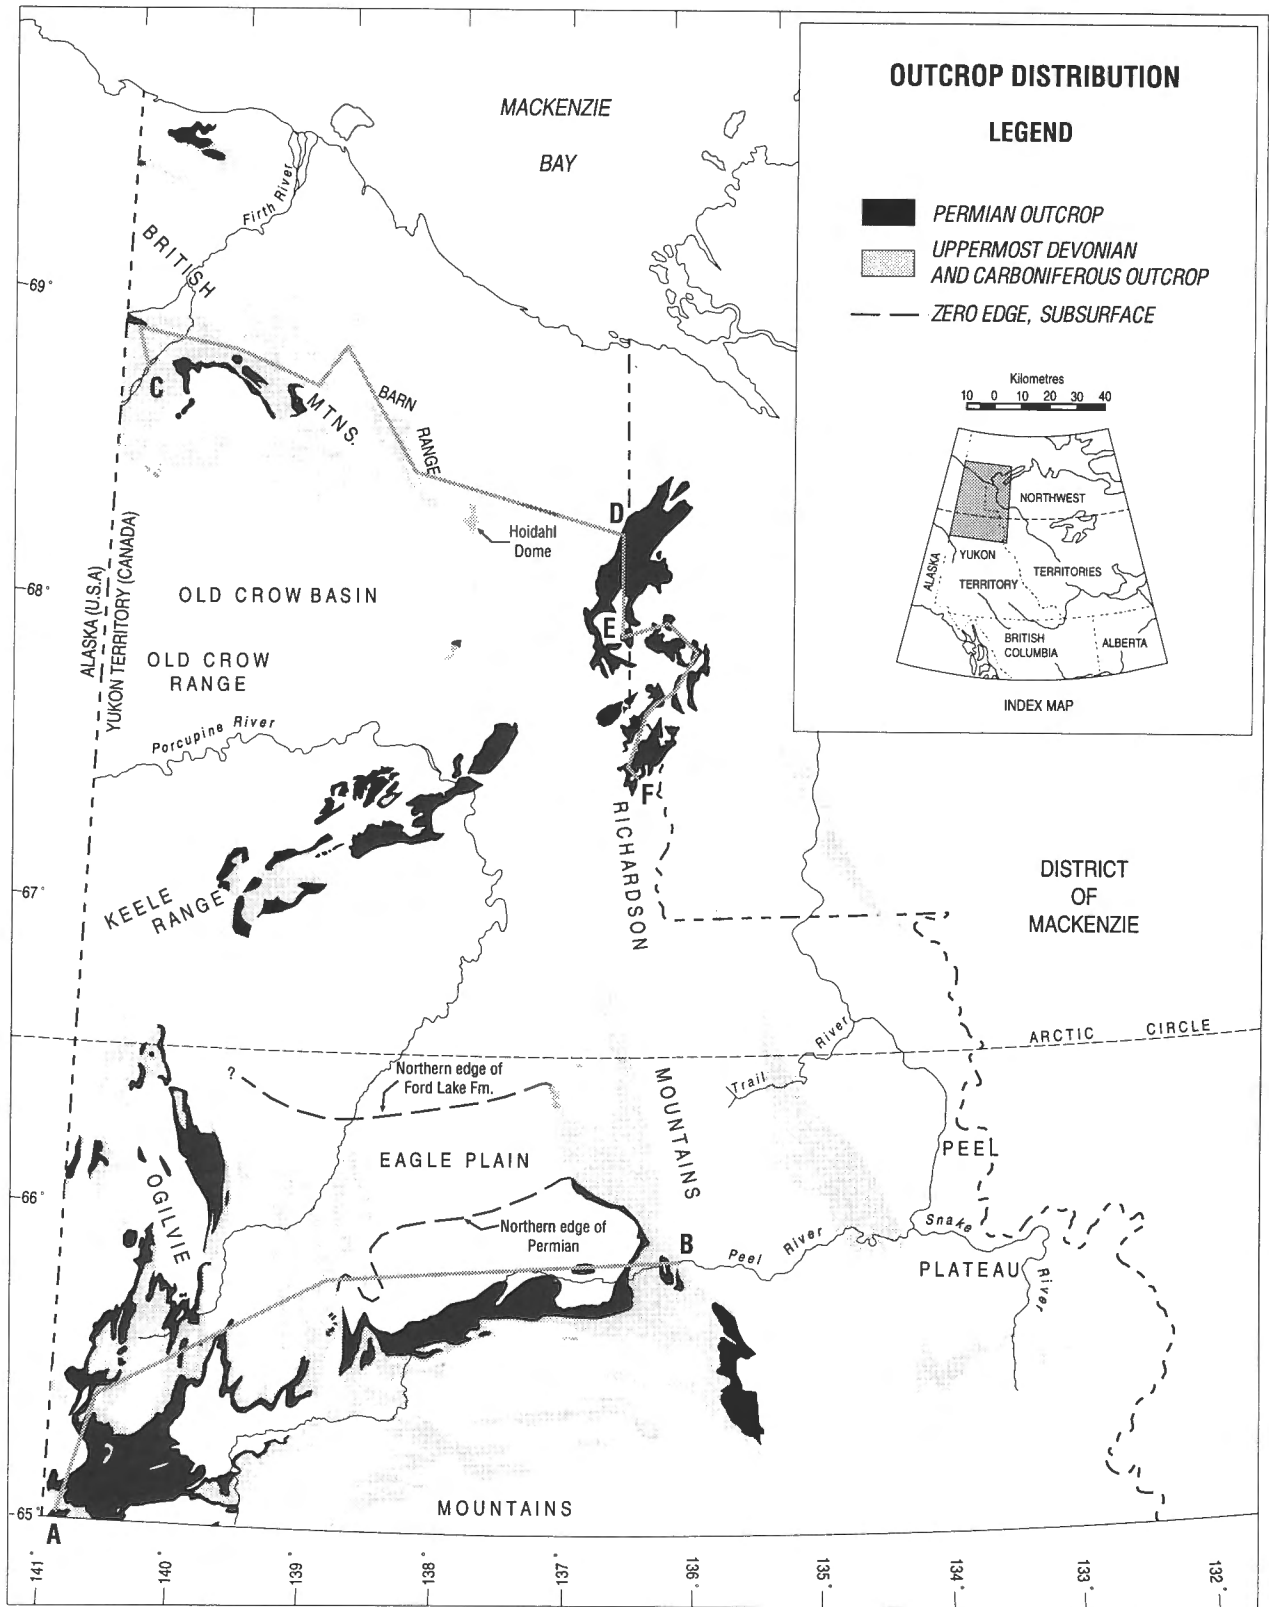 OUTCROP DISTRIBUTION
LEGEND
PERMIAN OUTCROP
UPPERMOST DEVONIAN
AND CARBONIFEROUS OUTCROP
ZERO EDGE, SUBSURFACE
Kilometres
10 0 10 20 30 40
NORTHWEST
YUKON
TERRITORY
TERRITORIES
ALASKA
BRITISH
COLUMBIA
ALBERTA
INDEX MAP
MACKENZIE
BAY
Firth River
BRITISH
69°
C
MTNS.
BARN
RANGE
D
Hoidahl
Dome
68°
ALASKA (U.S.A)
YUKON TERRITORY (CANADA)
OLD CROW BASIN
E
OLD CROW
RANGE
Porcupine River
F
RICHARDSON
67°
KEELE
RANGE
DISTRICT
OF
MACKENZIE
ARCTIC CIRCLE
?
Northern edge of
Ford Lake Fm.
Trail River
MOUNTAINS
PEEL
EAGLE PLAIN
66°
OGILVIE
Northern edge of
Permian
B
Peel River
Snake
River
PLATEAU
65°
A
MOUNTAINS
141° 140° 139° 138° 137° 136° 135° 134° 133° 132°